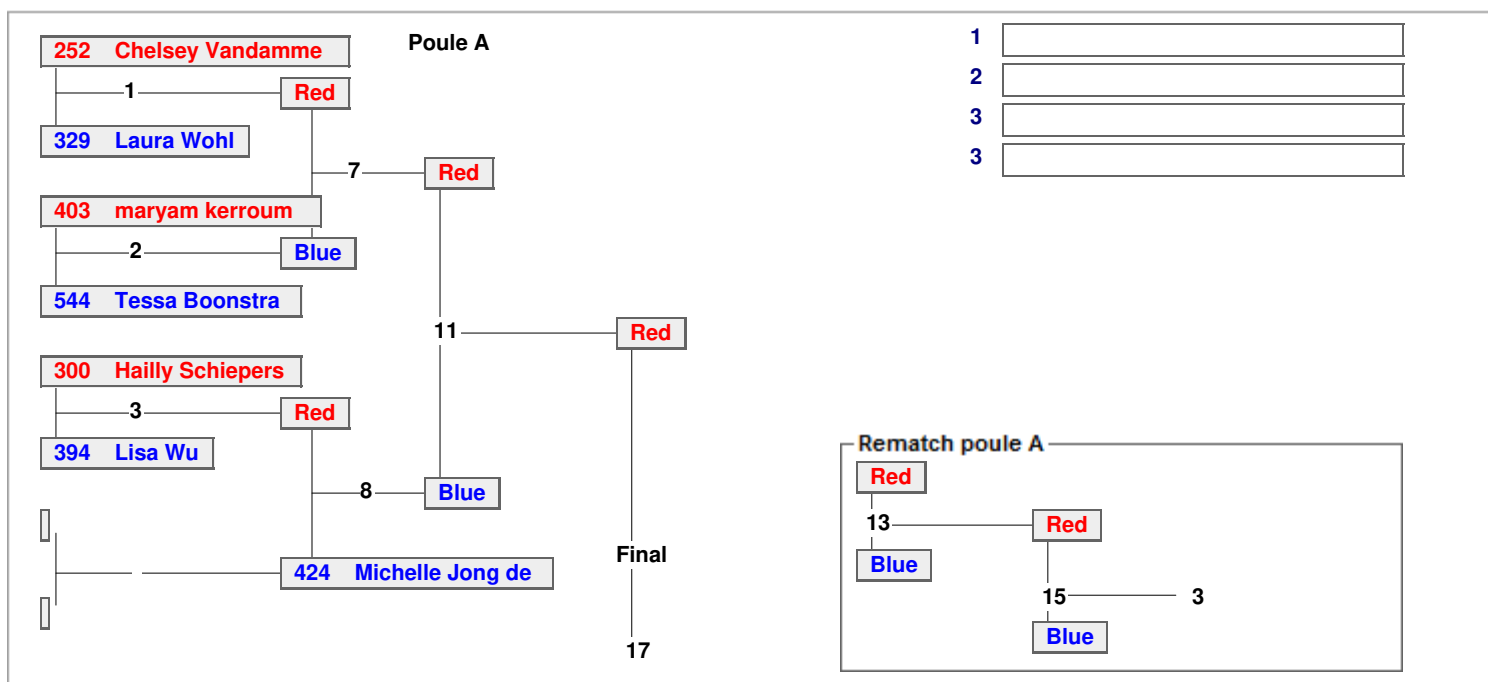 Poule A
252 Chelsey Vandamme
1
Red
329 Laura Wohl
7
Red
403 maryam kerroum
2
Blue
544 Tessa Boonstra
11
Red
300 Hailly Schiepers
3
Red
394 Lisa Wu
8
Blue
424 Michelle Jong de
Final
17
1
2
3
3
Rematch poule A
Red
13
Red
Blue
15
3
Blue